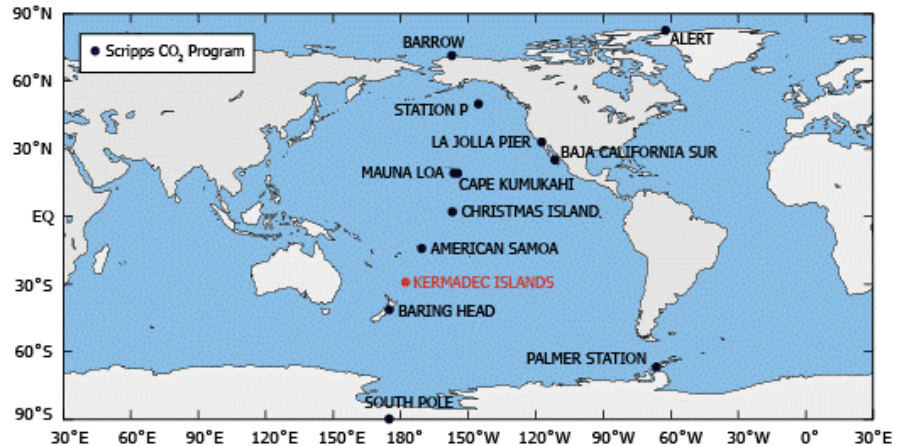 90°N
Scripps CO₂ Program
BARROW
ALERT
60°N
STATION P
30°N
LA JOLLA PIER
BAJA CALIFORNIA SUR
MAUNA LOA
CAPE KUMUKAHI
EQ
CHRISTMAS ISLAND
AMERICAN SAMOA
30°S
KERMADEC ISLANDS
BARING HEAD
60°S
PALMER STATION
SOUTH POLE
90°S
30°E 60°E 90°E 120°E 150°E 180° 150°W 120°W 90°W 60°W 30°W 0° 30°E